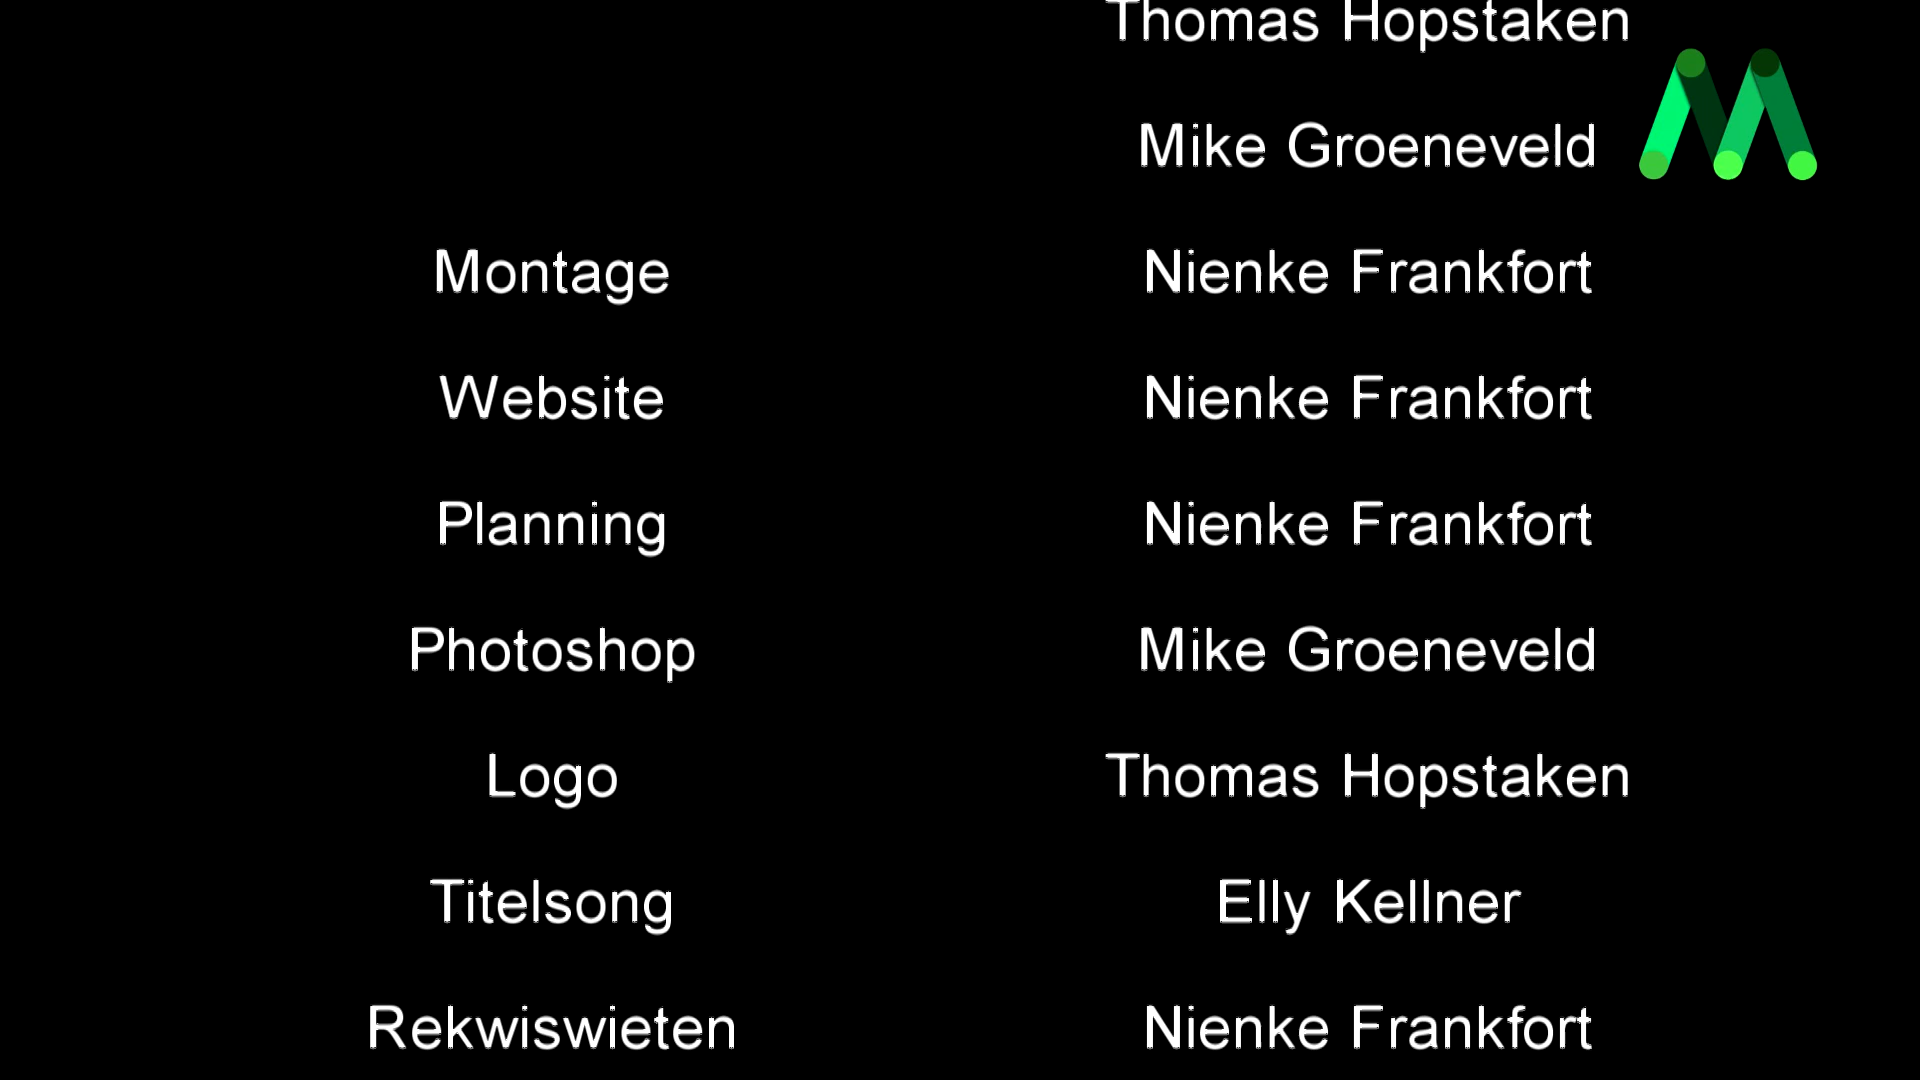 Thomas Hopstaken
Mike Groeneveld
Montage Nienke Frankfort
Website Nienke Frankfort
Planning Nienke Frankfort
Photoshop Mike Groeneveld
Logo Thomas Hopstaken
Titelsong Elly Kellner
Rekwiswieten Nienke Frankfort